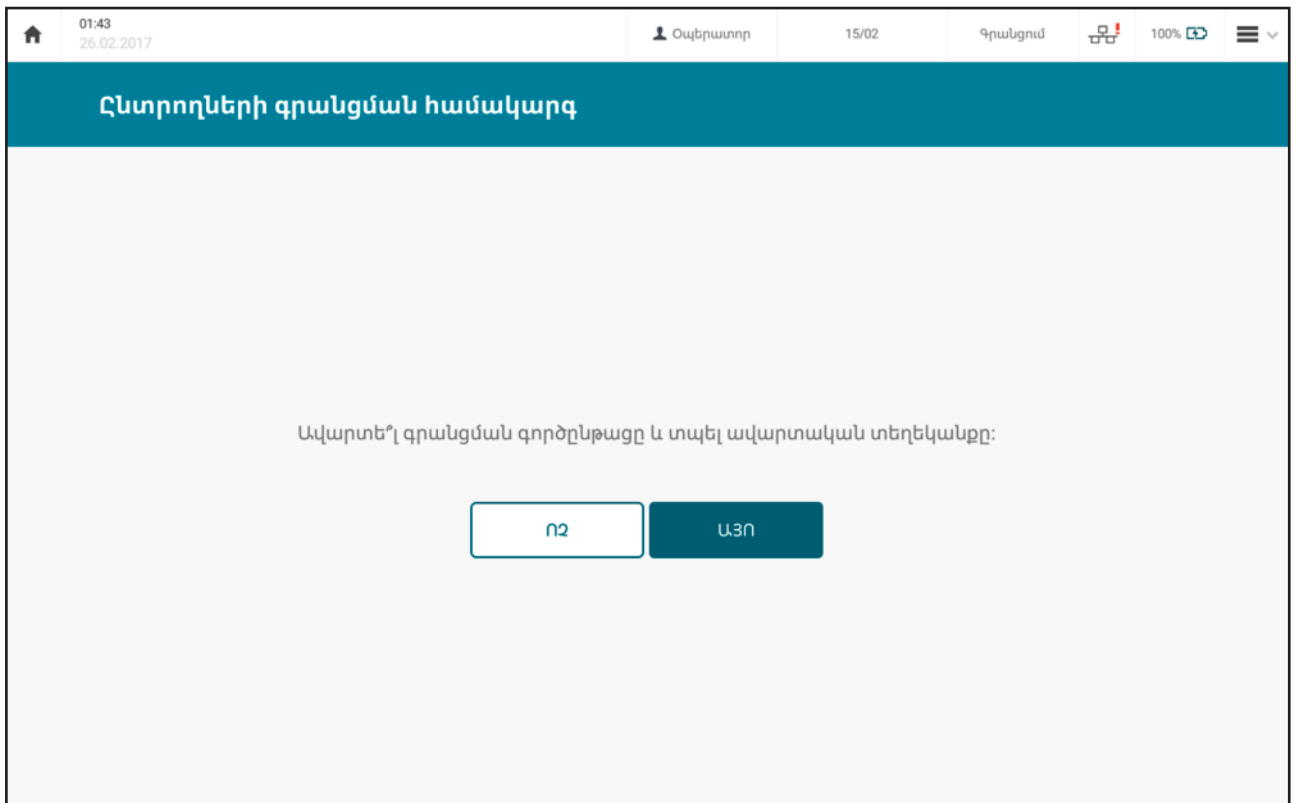 01:43
26.02.2017
Օպերատոր
15/02
Գրանցում
100%
Ընտրողների գրանցման համակարգ
Ավարտե՞լ գրանցման գործընթացը և տպել ավարտական տեղեկանքը:
ՈՉ
ԱՅՈ